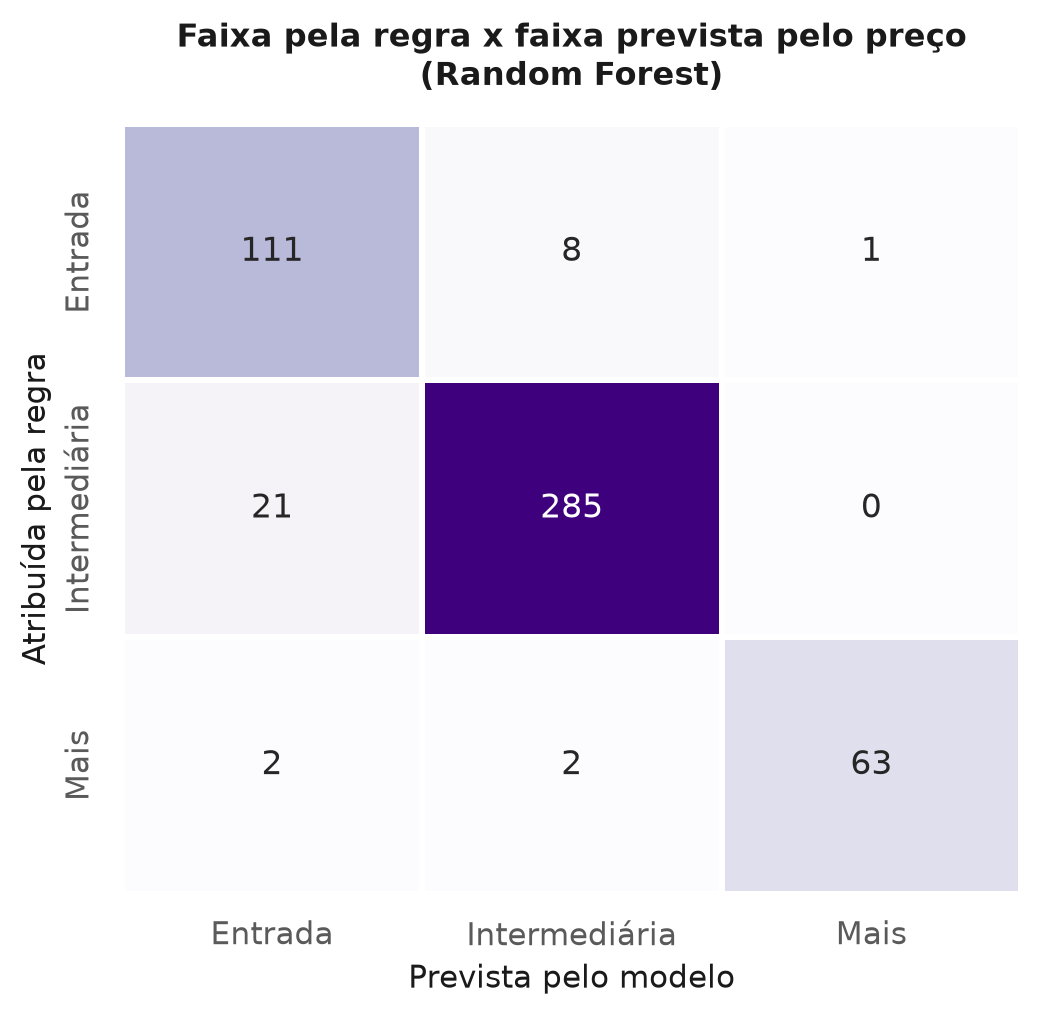 Faixa pela regra x faixa prevista pelo preço
(Random Forest)
Atribuída pela regra
Entrada
111 8 1
Intermediária
21 285 0
Mais
2 2 63
Entrada Intermediária Mais
Prevista pelo modelo